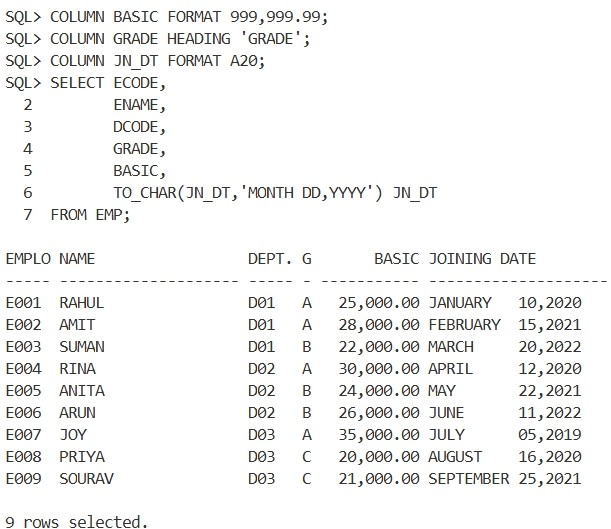 SQL> COLUMN BASIC FORMAT 999,999.99;
SQL> COLUMN GRADE HEADING 'GRADE';
SQL> COLUMN JN_DT FORMAT A20;
SQL> SELECT ECODE,
  2         ENAME,
  3         DCODE,
  4         GRADE,
  5         BASIC,
  6         TO_CHAR(JN_DT,'MONTH DD,YYYY') JN_DT
  7  FROM EMP;

EMPLO NAME                 DEPT. G       BASIC JOINING DATE
----- -------------------- ----- - ----------- --------------------
E001  RAHUL                D01   A   25,000.00 JANUARY   10,2020
E002  AMIT                 D01   A   28,000.00 FEBRUARY  15,2021
E003  SUMAN                D01   B   22,000.00 MARCH     20,2022
E004  RINA                 D02   A   30,000.00 APRIL     12,2020
E005  ANITA                D02   B   24,000.00 MAY       22,2021
E006  ARUN                 D02   B   26,000.00 JUNE      11,2022
E007  JOY                  D03   A   35,000.00 JULY      05,2019
E008  PRIYA                D03   C   20,000.00 AUGUST    16,2020
E009  SOURAV               D03   C   21,000.00 SEPTEMBER 25,2021

9 rows selected.